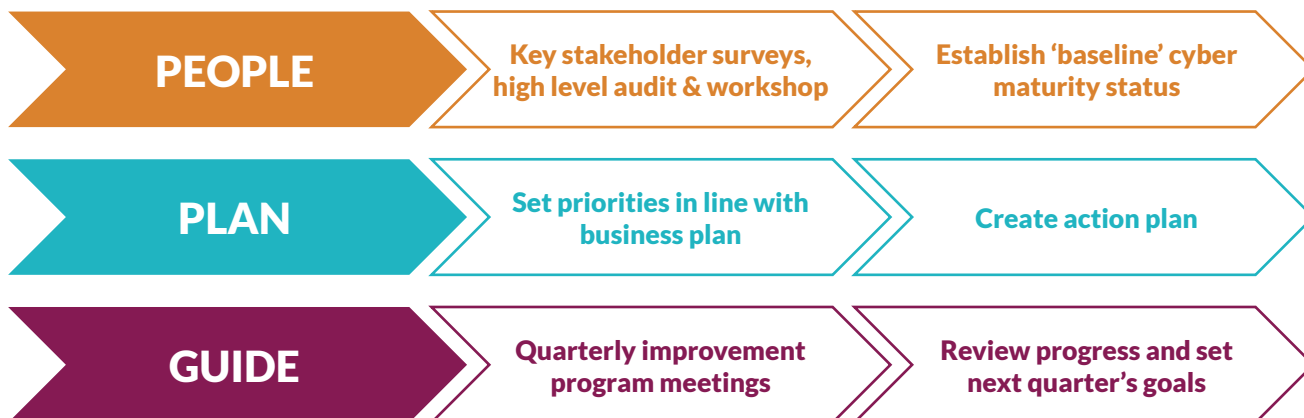 PEOPLE
Key stakeholder surveys,
high level audit & workshop
Establish ‘baseline’ cyber
maturity status
PLAN
Set priorities in line with
business plan
Create action plan
GUIDE
Quarterly improvement
program meetings
Review progress and set
next quarter’s goals